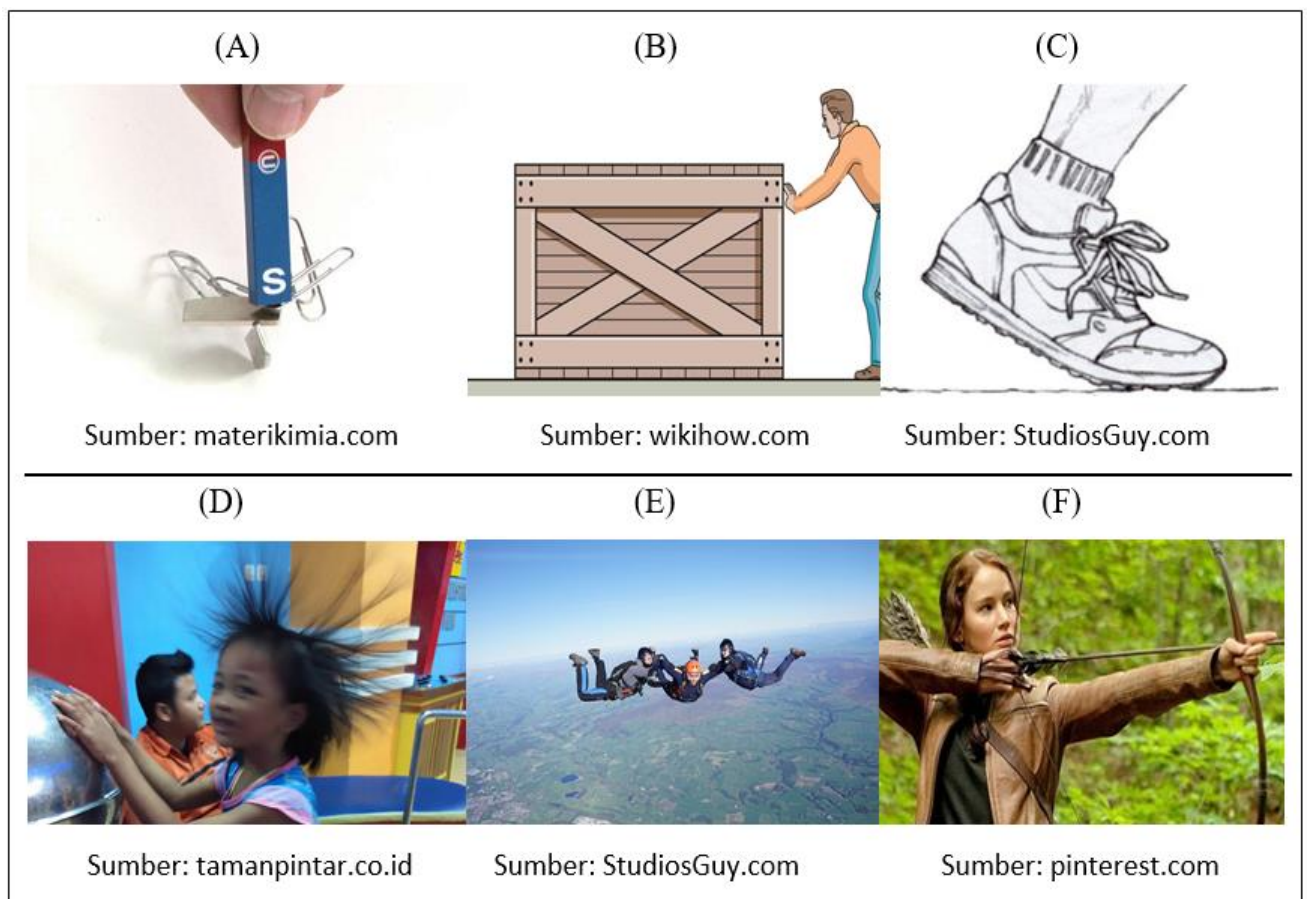 (A)
(B)
(C)
S
Sumber: materikimia.com
Sumber: wikihow.com
Sumber: StudiosGuy.com
(D)
(E)
(F)
Sumber: tamanpintar.co.id
Sumber: StudiosGuy.com
Sumber: pinterest.com